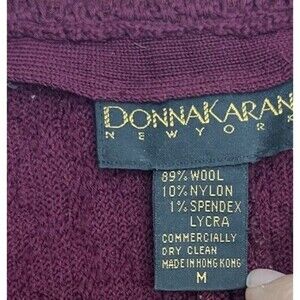 DONNAKARAN
NEW YORK
89% WOOL
10% NYLON
1% SPENDEX
LYCRA
COMMERCIALLY
DRY CLEAN
MADE IN HONG KONG
M